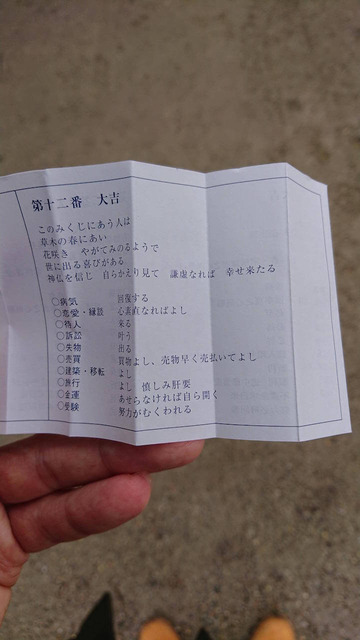 第十二番 大吉
このみくじにあう人は
草木の春にあい
花咲き やがてみのるようで
世に出る喜びがある
神仏を信じ 自らかえり見て 謙虚なれば 幸せ来たる
○病気 回復する
○恋愛・縁談 心素直なればよし
○待人 来る
○訴訟 叶う
○失物 出る
○売買 買物よし、売物早く売払いてよし
○建築・移転 よし
○旅行 よし 慎しみ肝要
○金運 あせらなければ自ら開く
○受験 努力がむくわれる